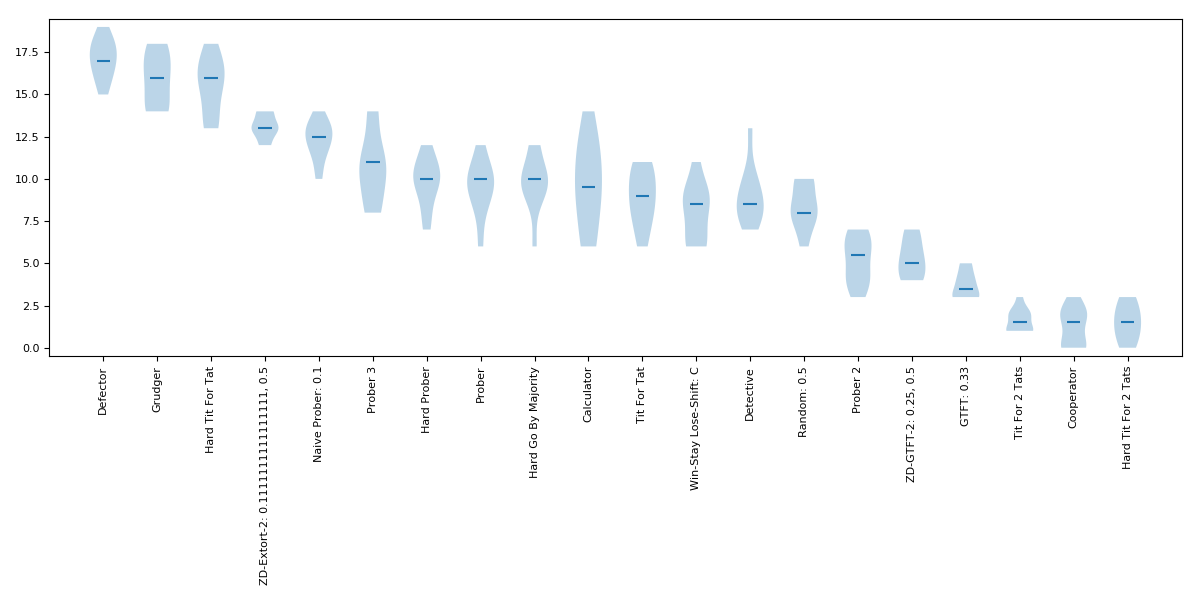 17.5
15.0
12.5
10.0
7.5
5.0
2.5
0.0
Defector
Grudger
Hard Tit For Tat
ZD-Extort-2: 0.1111111111111111, 0.5
Naive Prober: 0.1
Prober 3
Hard Prober
Prober
Hard Go By Majority
Calculator
Tit For Tat
Win-Stay Lose-Shift: C
Detective
Random: 0.5
Prober 2
ZD-GTFT-2: 0.25, 0.5
GTFT: 0.33
Tit For 2 Tats
Cooperator
Hard Tit For 2 Tats